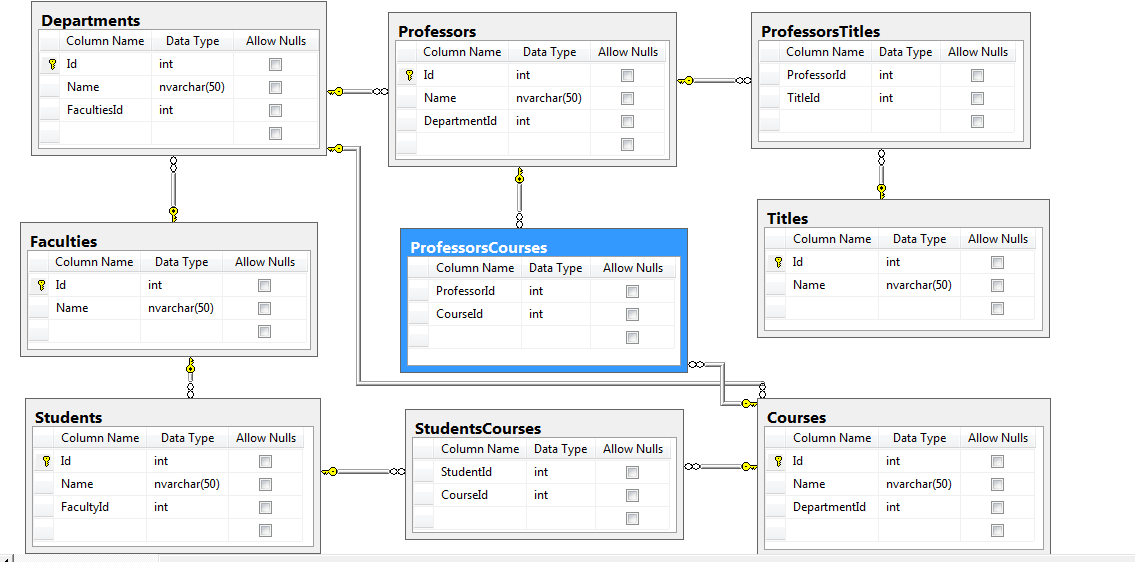 Departments
Column Name Data Type Allow Nulls
Id int
Name nvarchar(50)
FacultiesId int
Professors
Column Name Data Type Allow Nulls
Id int
Name nvarchar(50)
DepartmentId int
ProfessorsTitles
Column Name Data Type Allow Nulls
ProfessorId int
TitleId int
Faculties
Column Name Data Type Allow Nulls
Id int
Name nvarchar(50)
ProfessorsCourses
Column Name Data Type Allow Nulls
ProfessorId int
CourseId int
Titles
Column Name Data Type Allow Nulls
Id int
Name nvarchar(50)
Students
Column Name Data Type Allow Nulls
Id int
Name nvarchar(50)
FacultyId int
StudentsCourses
Column Name Data Type Allow Nulls
StudentId int
CourseId int
Courses
Column Name Data Type Allow Nulls
Id int
Name nvarchar(50)
DepartmentId int